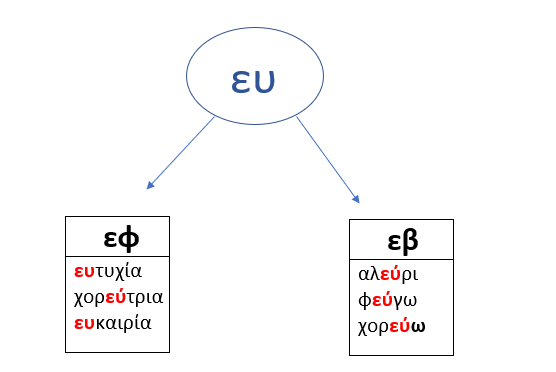 ευ
εφ
ευτυχία
χορεύτρια
ευκαιρία
εβ
αλεύρι
φεύγω
χορεύω